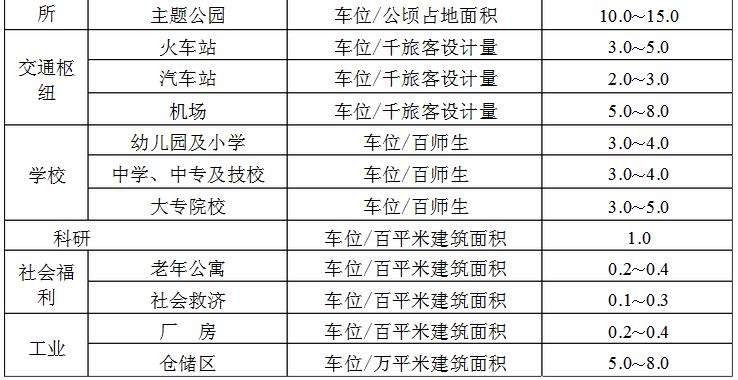 所 主题公园 车位/公顷占地面积 10.0~15.0
交通枢纽 火车站 车位/千旅客设计量 3.0~5.0
汽车站 车位/千旅客设计量 2.0~3.0
机场 车位/千旅客设计量 5.0~8.0
学校 幼儿园及小学 车位/百师生 3.0~4.0
中学、中专及技校 车位/百师生 3.0~4.0
大专院校 车位/百师生 3.0~5.0
科研 车位/百平米建筑面积 1.0
社会福利 老年公寓 车位/百平米建筑面积 0.2~0.4
社会救济 车位/百平米建筑面积 0.1~0.3
工业 厂 房 车位/百平米建筑面积 0.2~0.4
仓储区 车位/万平米建筑面积 5.0~8.0